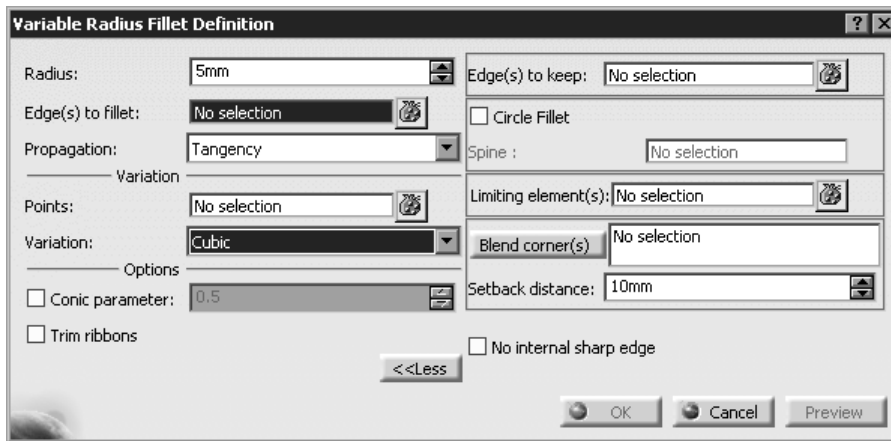 Variable Radius Fillet Definition
? X
Radius: 5mm
Edge(s) to fillet: No selection
Propagation: Tangency
Variation
Points: No selection
Variation: Cubic
Options
Conic parameter: 0.5
Trim ribbons
<<Less
Edge(s) to keep: No selection
Circle Fillet
Spine : No selection
Limiting element(s): No selection
Blend corner(s) No selection
Setback distance: 10mm
No internal sharp edge
OK Cancel Preview